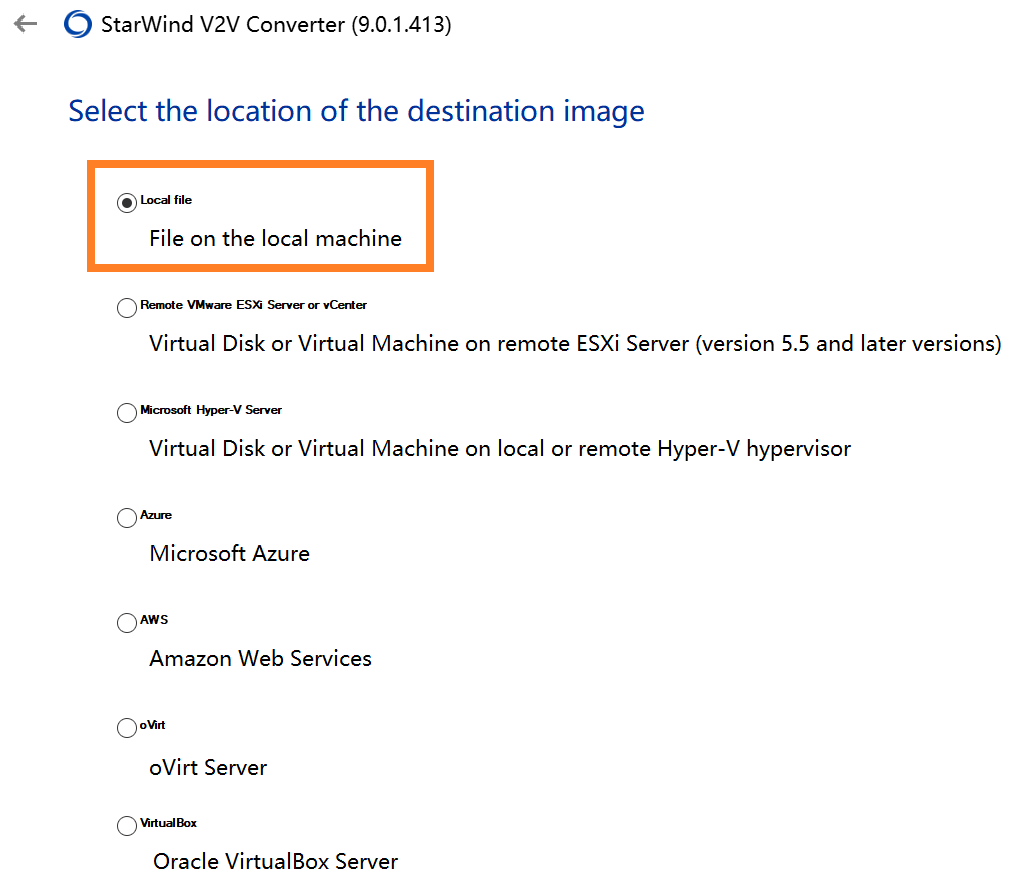 StarWind V2V Converter (9.0.1.413)
Select the location of the destination image
Local file
File on the local machine
Remote VMware ESXi Server or vCenter
Virtual Disk or Virtual Machine on remote ESXi Server (version 5.5 and later versions)
Microsoft Hyper-V Server
Virtual Disk or Virtual Machine on local or remote Hyper-V hypervisor
Azure
Microsoft Azure
AWS
Amazon Web Services
oVirt
oVirt Server
VirtualBox
Oracle VirtualBox Server